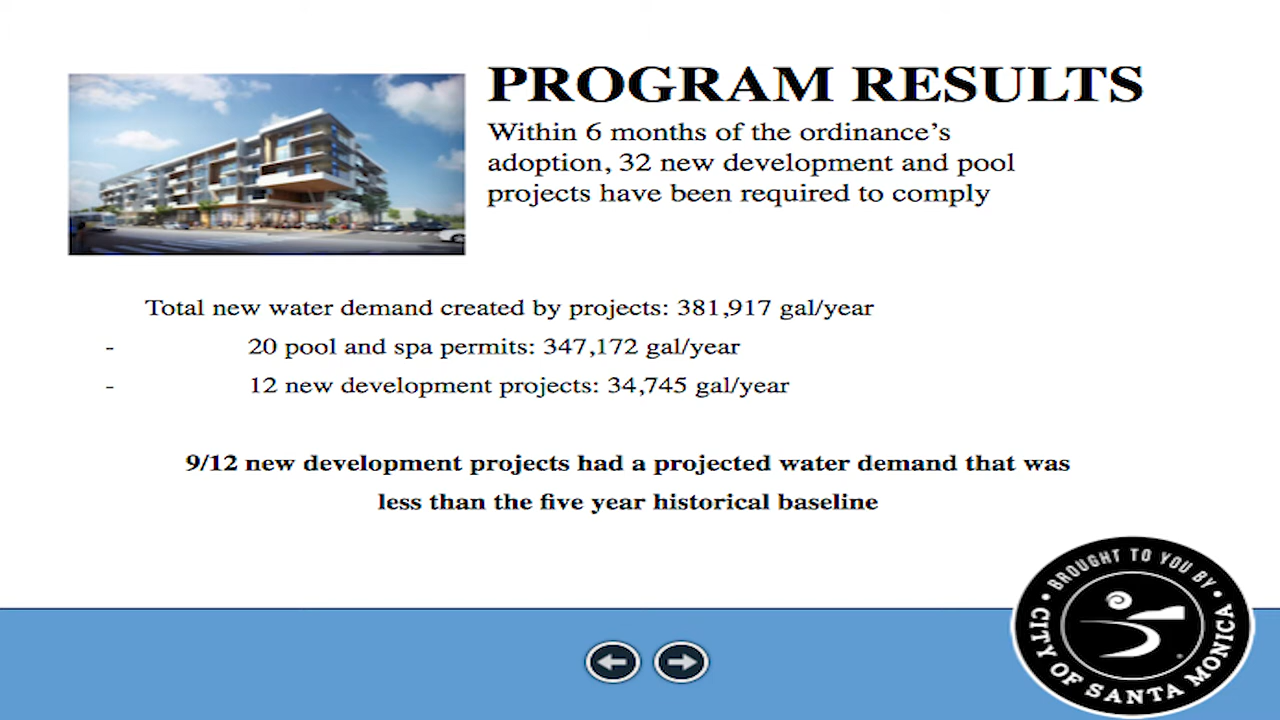 PROGRAM RESULTS
Within 6 months of the ordinance's
adoption, 32 new development and pool
projects have been required to comply
Total new water demand created by projects: 381,917 gal/year
- 20 pool and spa permits: 347,172 gal/year
- 12 new development projects: 34,745 gal/year
9/12 new development projects had a projected water demand that was
less than the five year historical baseline
• BROUGHT TO YOU BY •
CITY OF SANTA MONICA